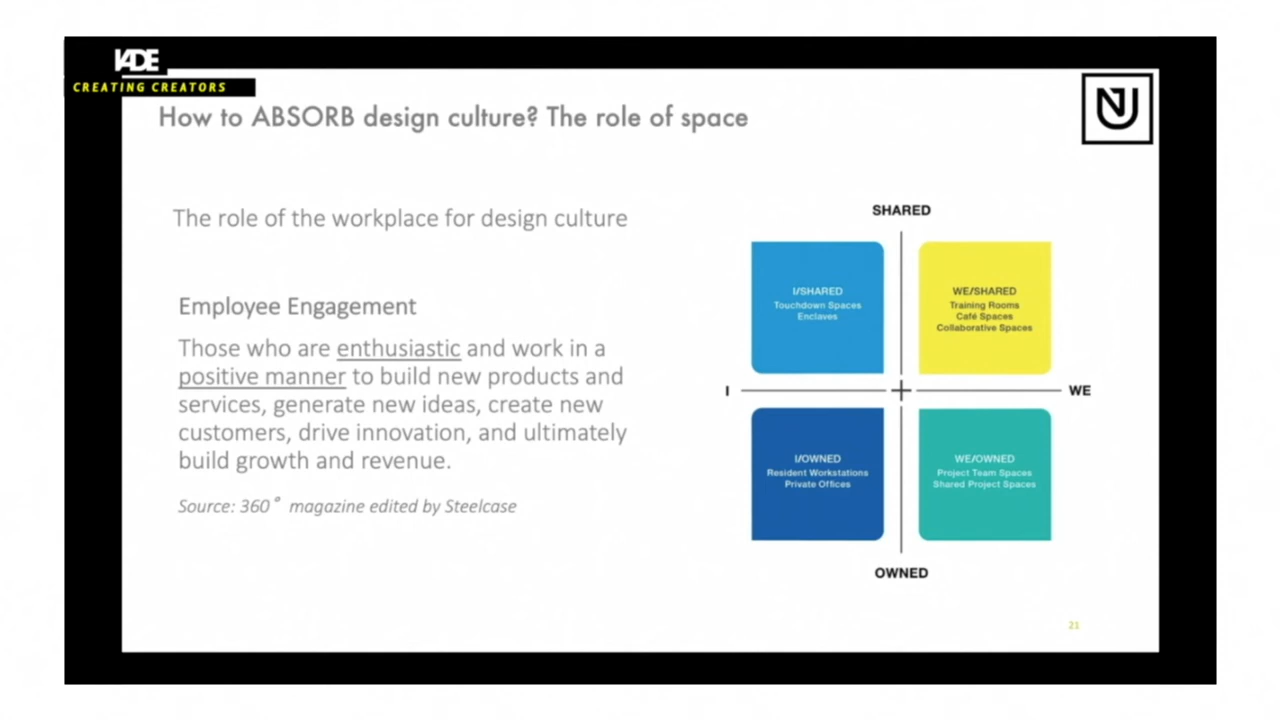 IADE
CREATING CREATORS
How to ABSORB design culture? The role of space
The role of the workplace for design culture
Employee Engagement
Those who are enthusiastic and work in a
positive manner to build new products and
services, generate new ideas, create new
customers, drive innovation, and ultimately
build growth and revenue.
Source: 360° magazine edited by Steelcase
SHARED
I/SHARED
Touchdown Spaces
Enclaves
WE/SHARED
Training Rooms
Café Spaces
Collaborative Spaces
I
WE
I/OWNED
Resident Workstations
Private Offices
WE/OWNED
Project Team Spaces
Shared Project Spaces
OWNED
21